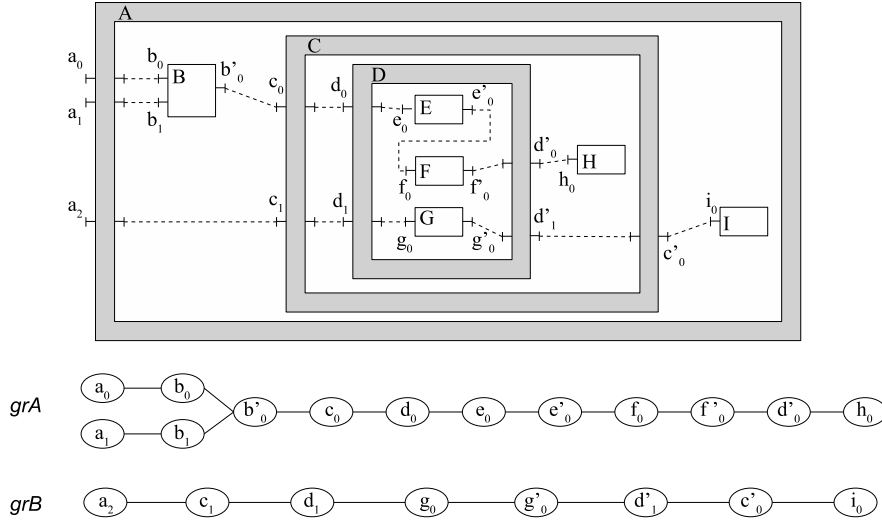 A
C
D
a₀ b₀ B b'₀ c₀ d₀ E e'₀
e₀
a₁ b₁
d'₀ H
F
f₀ f'₀ h₀
a₂ c₁ d₁ G d'₁ i₀ I
g₀ g'₀ c'₀
grA
a₀ b₀
b'₀ c₀ d₀ e₀ e'₀ f₀ f'₀ d'₀ h₀
a₁ b₁
grB a₂ c₁ d₁ g₀ g'₀ d'₁ c'₀ i₀